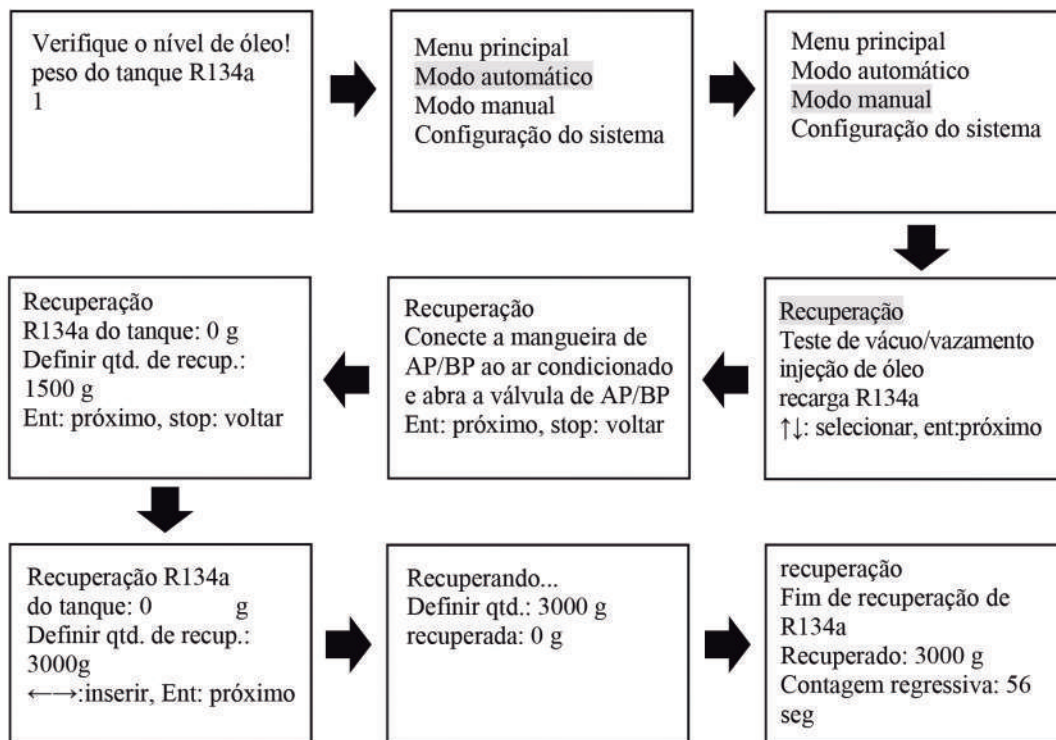 Verifique o nível de óleo!
peso do tanque R134a
1
Menu principal
Modo automático
Modo manual
Configuração do sistema
Menu principal
Modo automático
Modo manual
Configuração do sistema
Recuperação
Teste de vácuo/vazamento
injeção de óleo
recarga R134a
↑↓: selecionar, ent:próximo
Recuperação
Conecte a mangueira de
AP/BP ao ar condicionado
e abra a válvula de AP/BP
Ent: próximo, stop: voltar
Recuperação
R134a do tanque: 0 g
Definir qtd. de recup.:
1500 g
Ent: próximo, stop: voltar
Recuperação R134a
do tanque: 0 g
Definir qtd. de recup.:
3000g
←→:inserir, Ent: próximo
Recuperando...
Definir qtd.: 3000 g
recuperada: 0 g
recuperação
Fim de recuperação de
R134a
Recuperado: 3000 g
Contagem regressiva: 56
seg